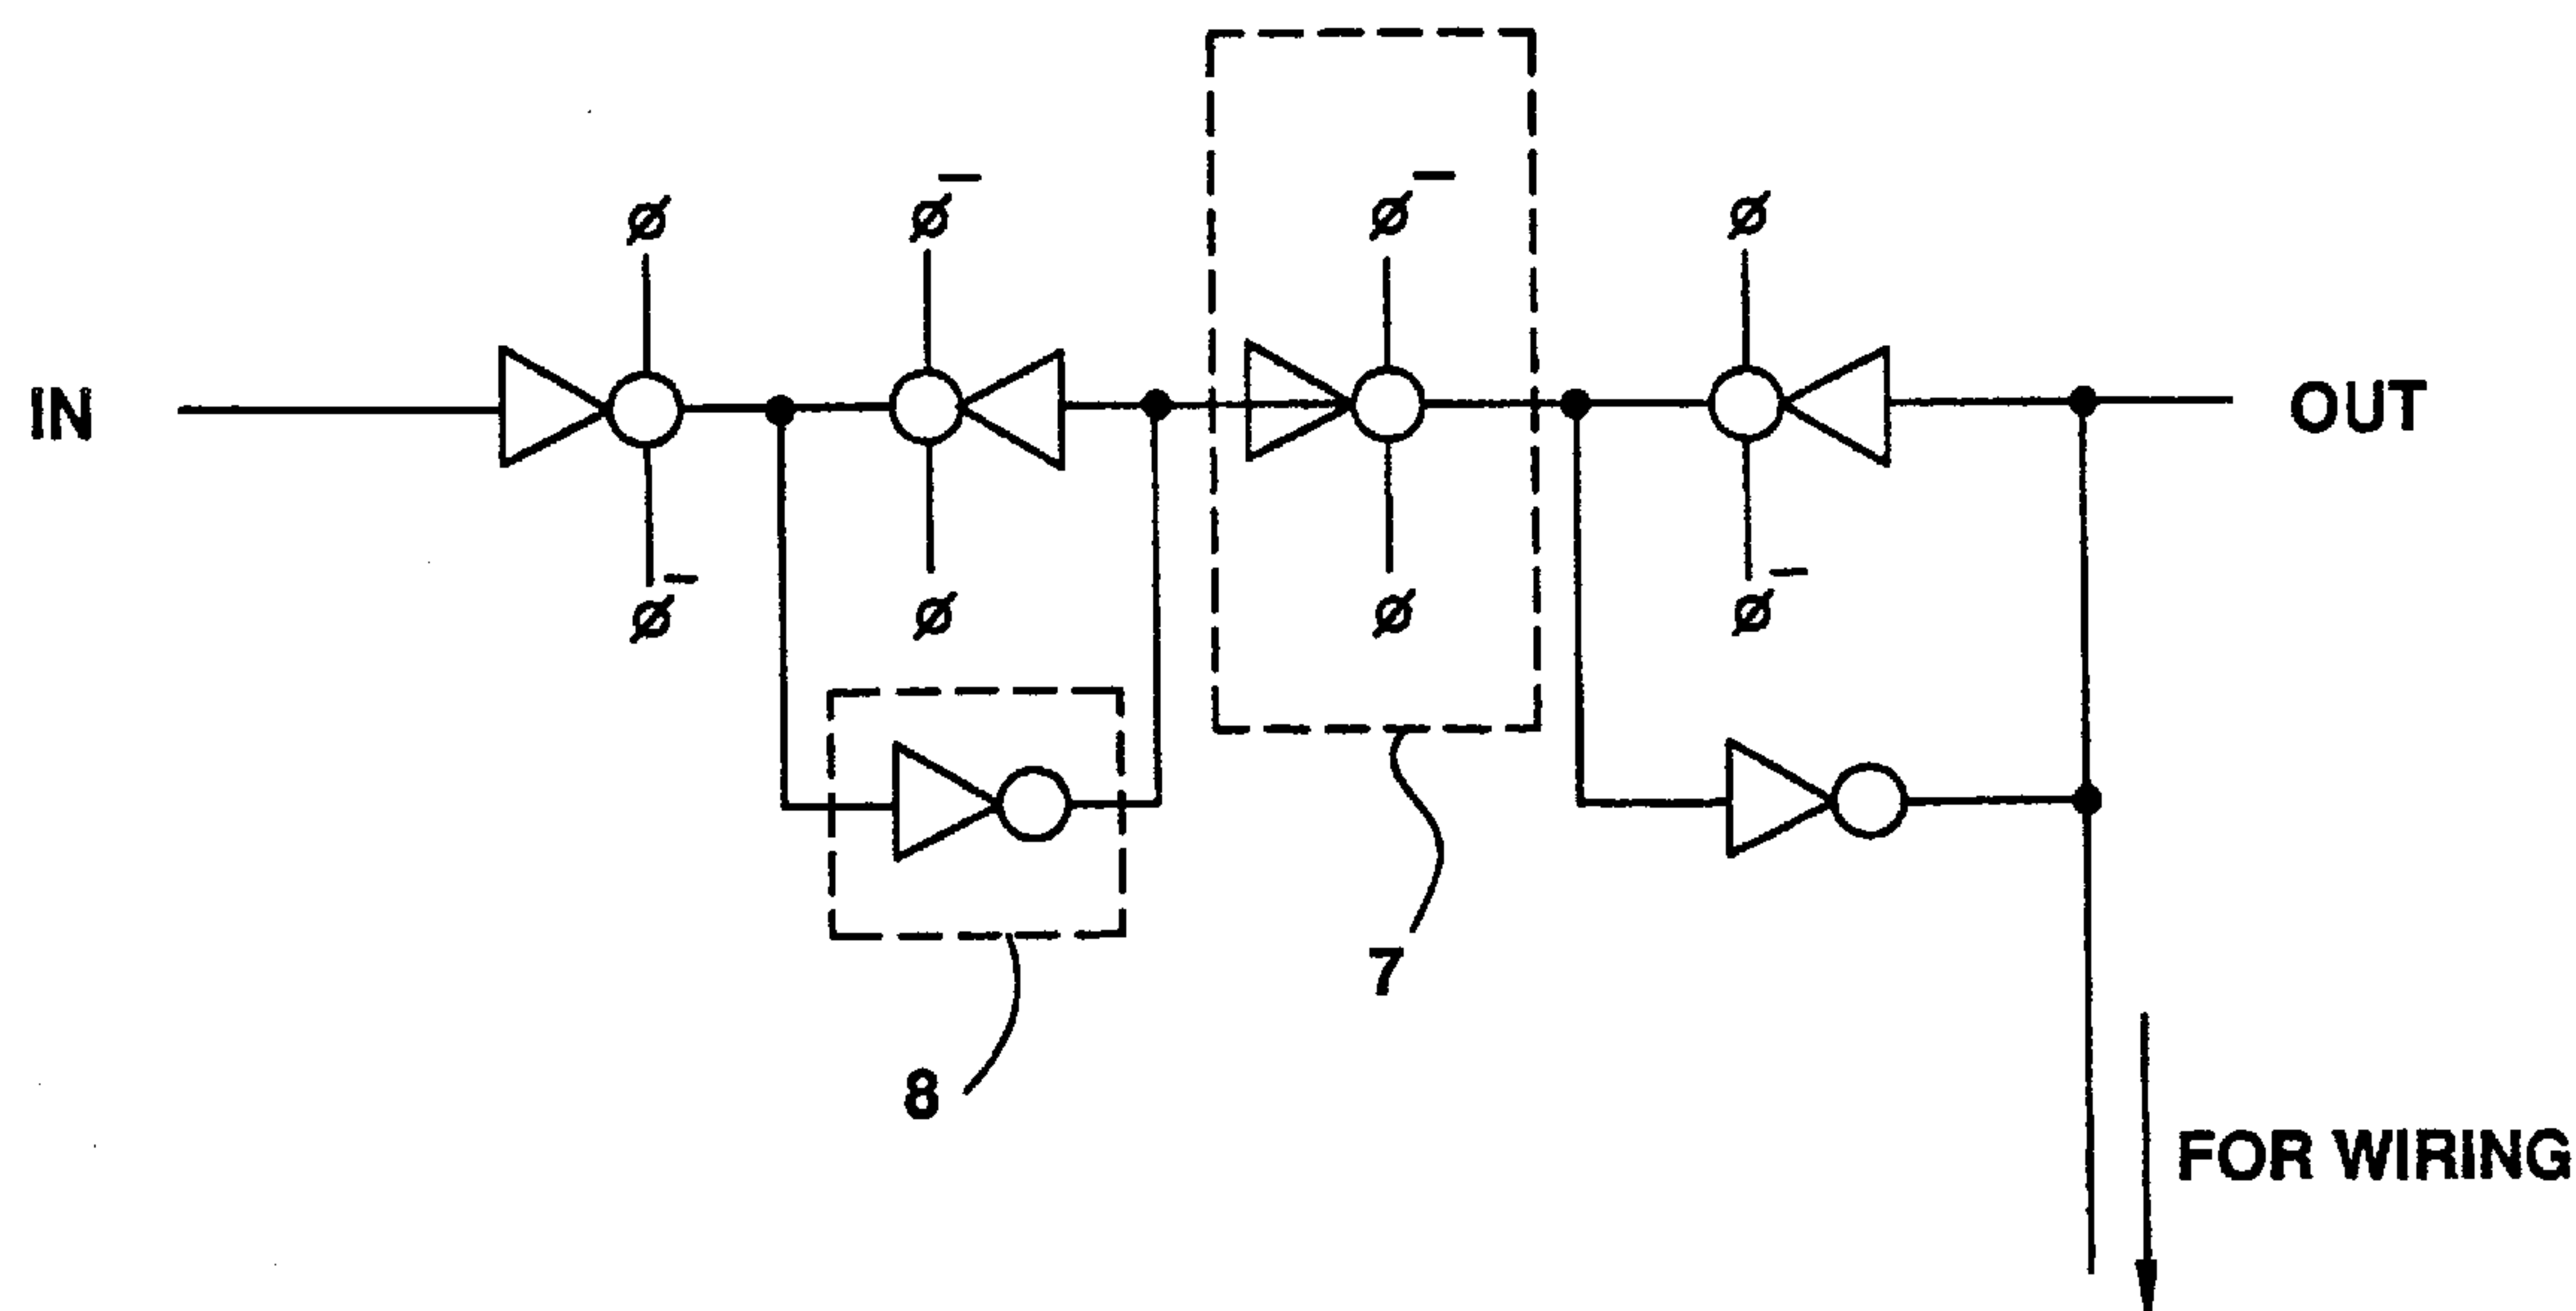 ø ø̅ ø̅ ø
IN OUT
ø̅ ø ø ø̅
7
8
FOR WIRING